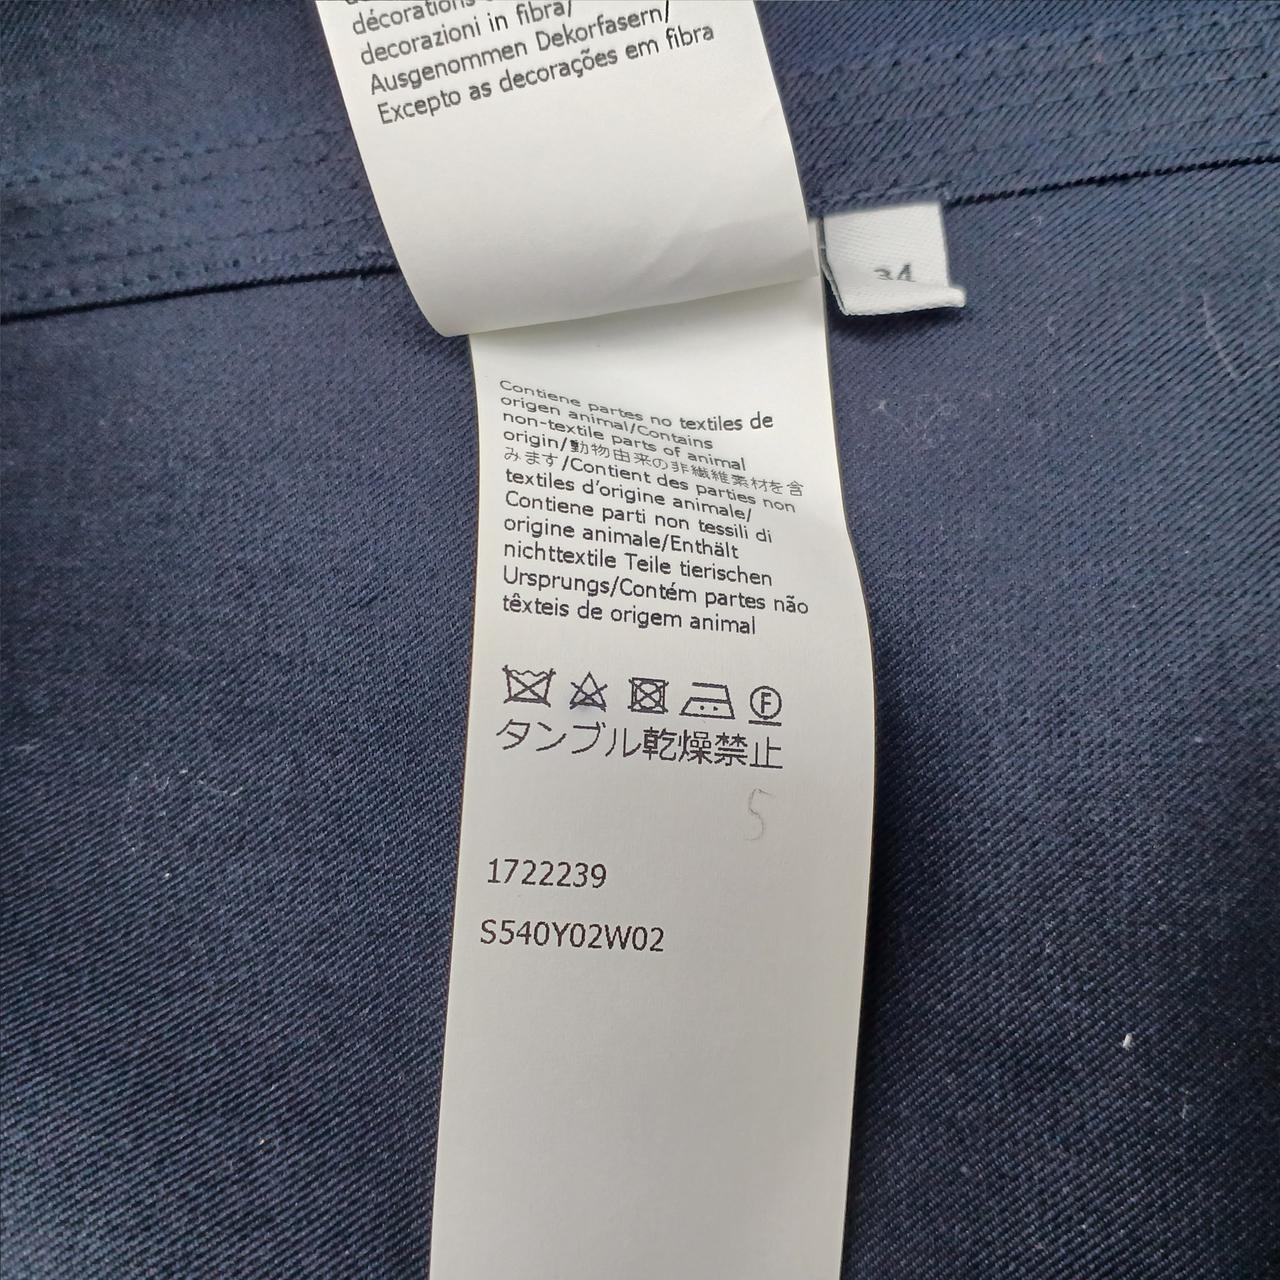 décorations
decorazioni in fibra/
Ausgenommen Dekorfasern/
Excepto as decorações em fibra
34
Contiene partes no textiles de
origen animal/Contains
non-textile parts of animal
origin/動物由来の非繊維素材を含
みます/Contient des parties non
textiles d'origine animale/
Contiene parti non tessili di
origine animale/Enthält
nichttextile Teile tierischen
Ursprungs/Contém partes não
têxteis de origem animal
F
タンブル乾燥禁止
5
1722239
S540Y02W02